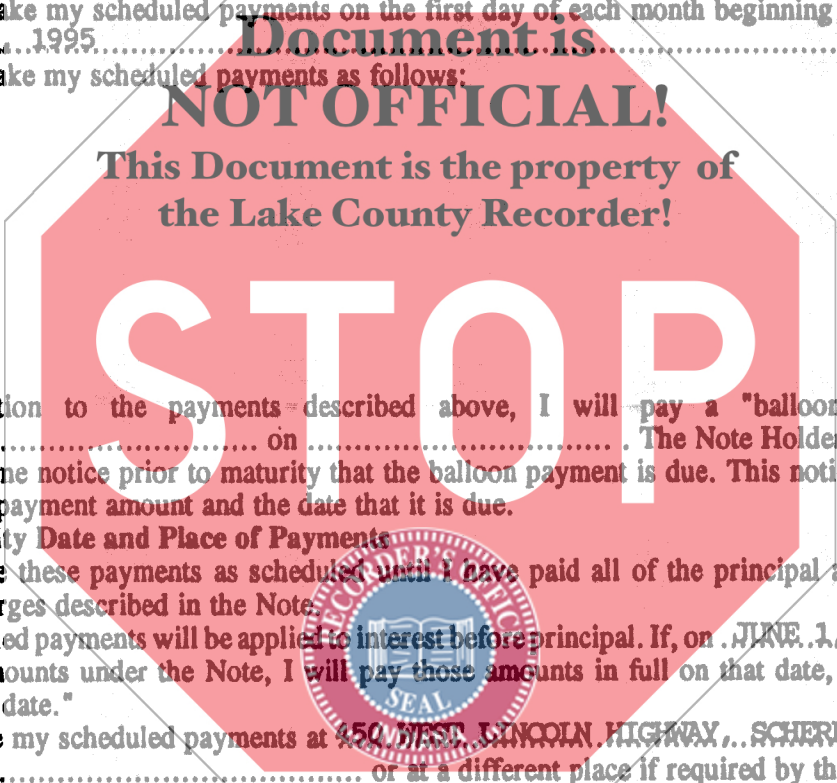 ake my scheduled payments on the first day of each month beginning
1995
Document is
ake my scheduled payments as follows:
NOT OFFICIAL!
This Document is the property of
the Lake County Recorder!
STOP
tion to the payments described above, I will pay a "balloon
on .............................. . The Note Holder
me notice prior to maturity that the balloon payment is due. This noti
payment amount and the date that it is due.
ty Date and Place of Payments
e these payments as scheduled until I have paid all of the principal a
rges described in the Note.
ed payments will be applied to interest before principal. If, on ..JUNE..1,
ounts under the Note, I will pay those amounts in full on that date,
date."
e my scheduled payments at 450 WEST LINCOLN HIGHWAY, SCHER
or at a different place if required by th
RECORDER'S OFFICE
SEAL
INDIANA